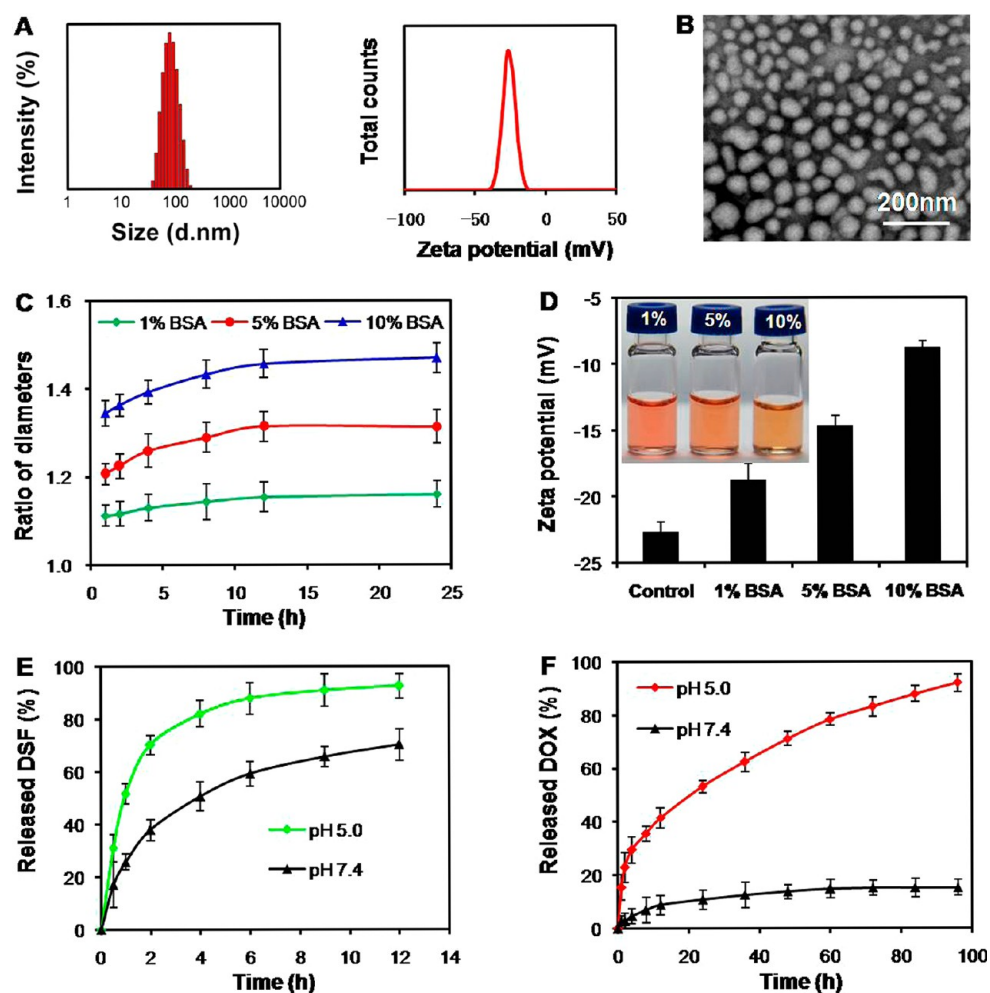 A
Intensity (%)
1 10 100 1000 10000
Size (d.nm)
Total counts
−100 −50 0 50
Zeta potential (mV)
B
200nm
C
Ratio of diameters
1.6
1.4
1.2
1.0
1% BSA 5% BSA 10% BSA
0 5 10 15 20 25
Time (h)
D
Zeta potential (mV)
-5
-10
-15
-20
-25
1% 5% 10%
Control 1% BSA 5% BSA 10% BSA
E
Released DSF (%)
100
80
60
40
20
0
pH 5.0
pH 7.4
0 2 4 6 8 10 12 14
Time (h)
F
Released DOX (%)
100
80
60
40
20
0
pH 5.0
pH 7.4
0 20 40 60 80 100
Time (h)